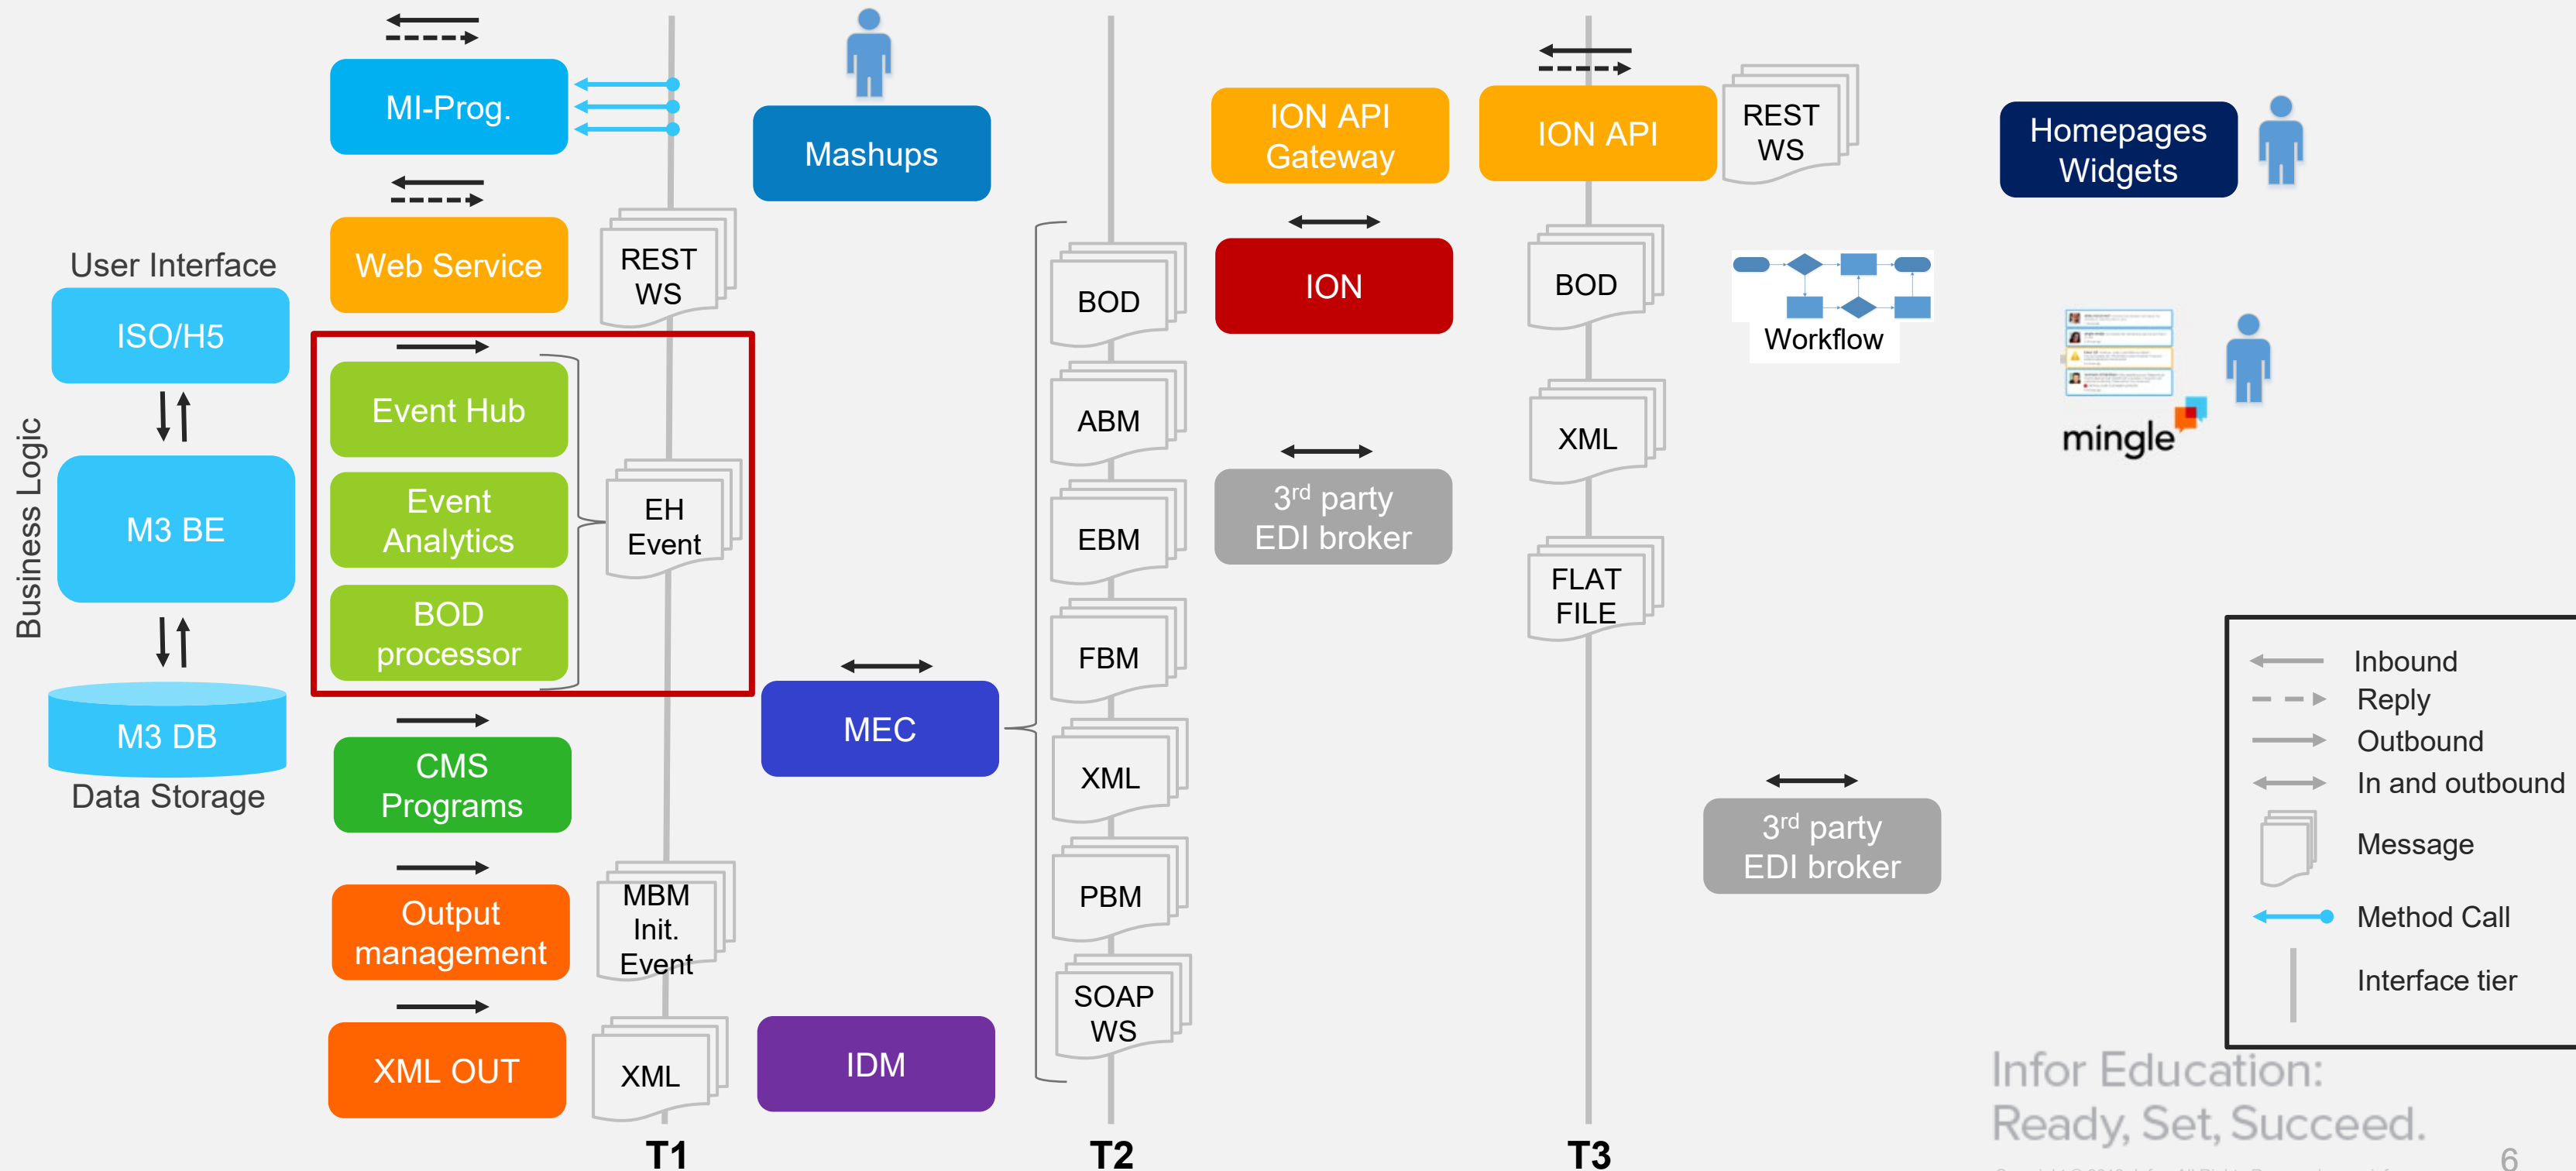 MI-Prog.
Web Service
REST
WS
User Interface
ISO/H5
Business Logic
M3 BE
M3 DB
Data Storage
Event Hub
Event
Analytics
BOD
processor
EH
Event
CMS
Programs
Output
management
MBM
Init.
Event
XML OUT
XML
T1
Mashups
MEC
IDM
BOD
ABM
EBM
FBM
XML
PBM
SOAP
WS
T2
ION API
Gateway
ION
3rd party
EDI broker
ION API
REST
WS
BOD
XML
FLAT
FILE
T3
Workflow
3rd party
EDI broker
Homepages
Widgets
mingle
Inbound
Reply
Outbound
In and outbound
Message
Method Call
Interface tier
Infor Education:
Ready, Set, Succeed.
6